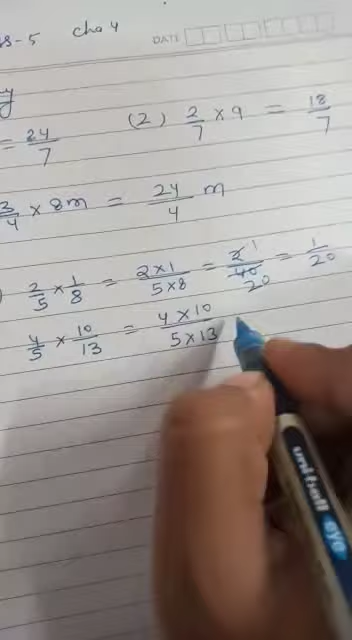 s-5 Cha 4
DATE
y
= 24/7 (2) 2/7 × 9 = 18/7
3/4 × 8m = 24/4 m
) 2/5 × 1/8 = 2×1/5×8 = 2 1/40 20 = 1/20
4/5 × 10/13 = 4×10/5×13
uni-ball eye